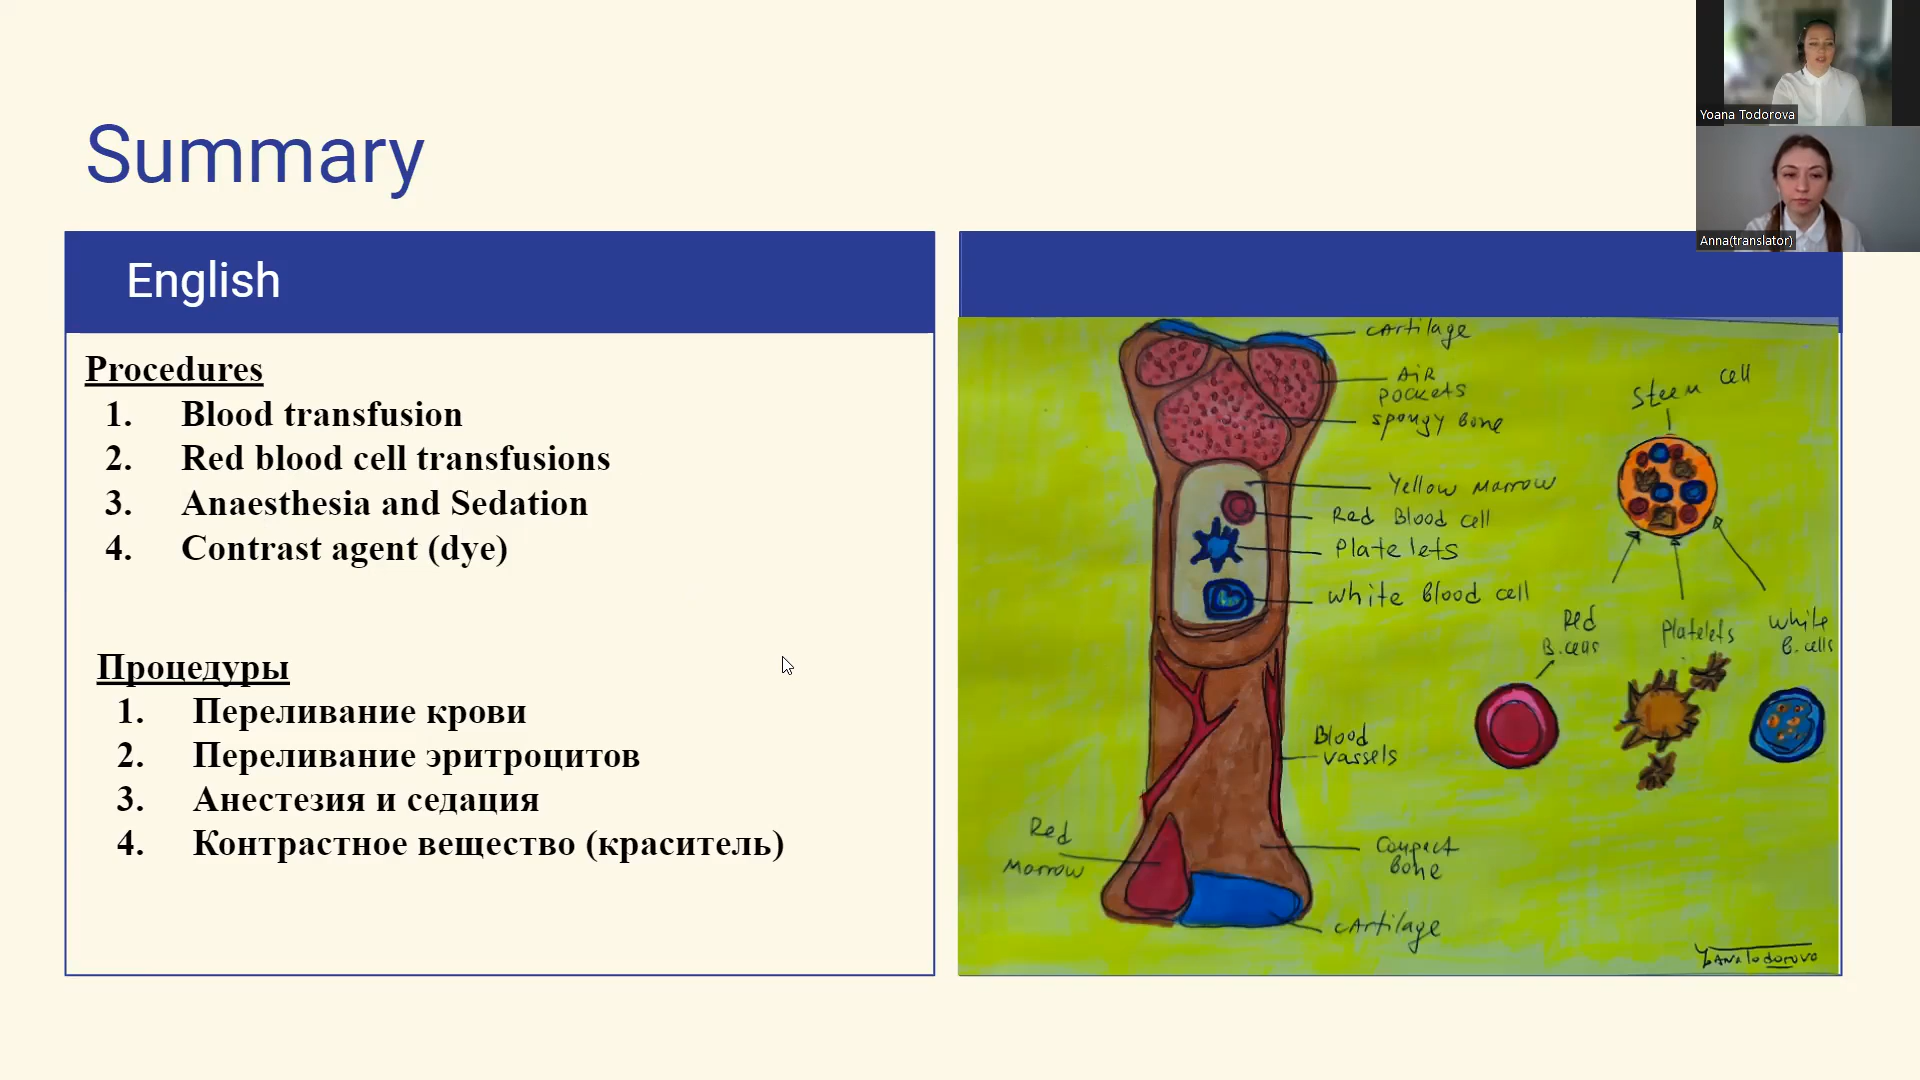 Summary
Yoana Todorova
Anna(translator)
English
Procedures
1. Blood transfusion
2. Red blood cell transfusions
3. Anaesthesia and Sedation
4. Contrast agent (dye)
Процедуры
1. Переливание крови
2. Переливание эритроцитов
3. Анестезия и седация
4. Контрастное вещество (краситель)
cArtilage
AiR
pockets
spongy Bone
Yellow Marrow
Red Blood cell
Platelets
White Blood cell
Blood
vassels
Red
Marrow
Compact
Bone
cArtilage
Steem cell
Red
B.cells
Platelets
White
B.cells
YoanaTodorova